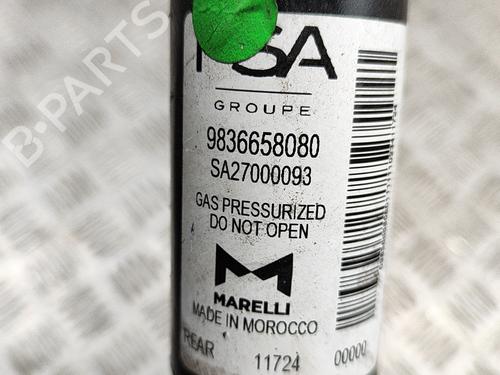 PSA
GROUPE
9836658080
SA27000093
GAS PRESSURIZED
DO NOT OPEN
MARELLI
MADE IN MOROCCO
REAR
11724
00000
B-PARTS